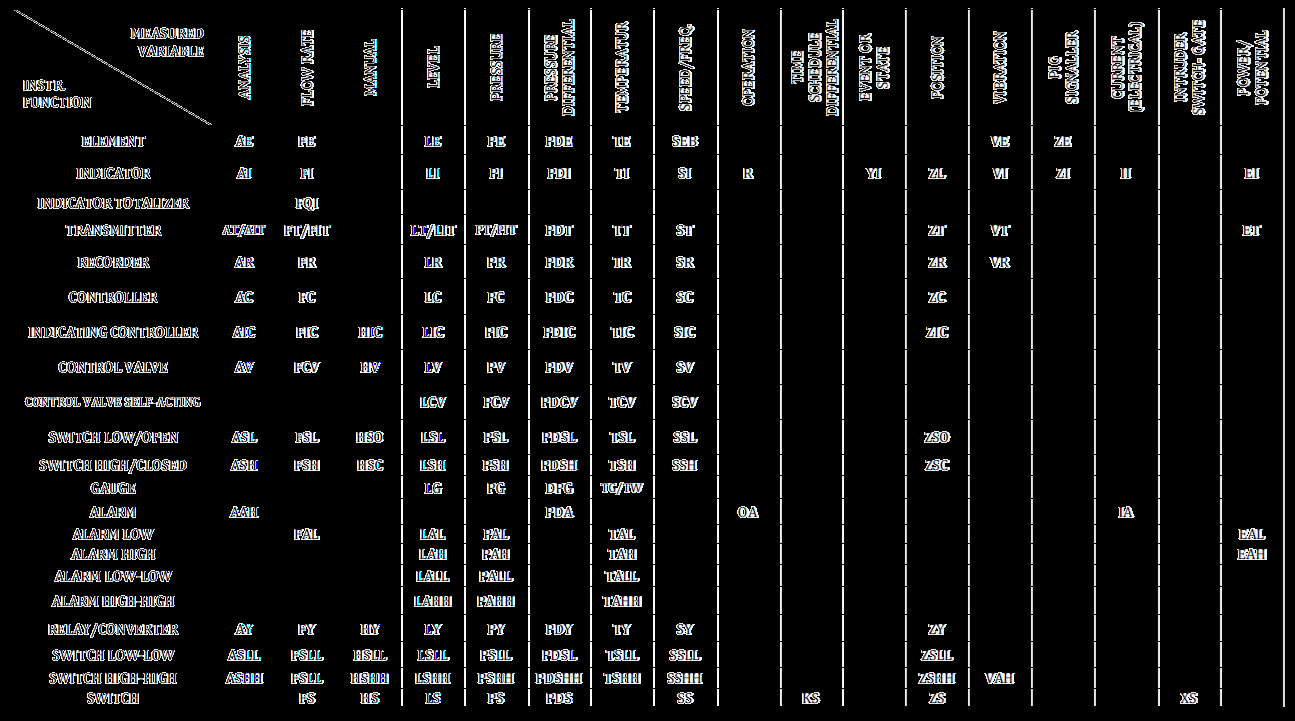 MEASURED
VARIABLE
INSTR.
FUNCTION
ANALYSIS
FLOW RATE
MANUAL
LEVEL
PRESSURE
PRESSURE
DIFFERENTIAL
TEMPERATUR
SPEED/FREQ.
OPERATION
TIME
SCHEDULE
DIFFERENTIAL
EVENT OR
STATE
POSITION
VIBRATION
PIG
SIGNALLER
CURRENT
(ELECTRICAL)
INTRUDER
SWITCH- GATE
POWER/
POTENTIAL
ELEMENT AE FE LE PE PDE TE SEB VE ZE
INDICATOR AI FI LI PI PDI TI SI R YI ZL VI ZI II EII
INDICATOR TOTALIZER FQI
TRANSMITTER AT/AIT FT/FIT LT/LIT PT/PIT PDT TT ST ZT VT ET
RECORDER AR FR LR PR PDR TR SR ZR VR
CONTROLLER AC FC LC PC PDC TC SC ZC
INDICATING CONTROLLER AIC FIC HIC LIC PIC PDIC TIC SIC ZIC
CONTROL VALVE AV FCV HV LV PV PDV TV SV
CONTROL VALVE SELF-ACTING LCV PCV PDCV TCV SCV
SWITCH LOW/OPEN ASL FSL HSO LSL PSL PDSL TSL SSL ZSO
SWITCH HIGH/CLOSED ASH FSH HSC LSH PSH PDSH TSH SSH ZSC
GAUGE LG PG DPG TG/TW
ALARM AAH PDA OA IA
ALARM LOW FAL LAL PAL TAL EAL
ALARM HIGH LAH PAH TAH EAH
ALARM LOW-LOW LALL PALL TALL
ALARM HIGH-HIGH LAHH PAHH TAHH
RELAY/CONVERTER AY FY HY LY PY PDY TY SY ZY
SWITCH LOW-LOW ASLL FSLL HSLL LSLL PSLL PDSL TSLL SSLL ZSLL
SWITCH HIGH-HIGH ASHH FSLL HSHH LSHH PSHH PDSHH TSHH SSHH ZSHH VAH
SWITCH FS HS LS PS PDS SS KS ZS XS